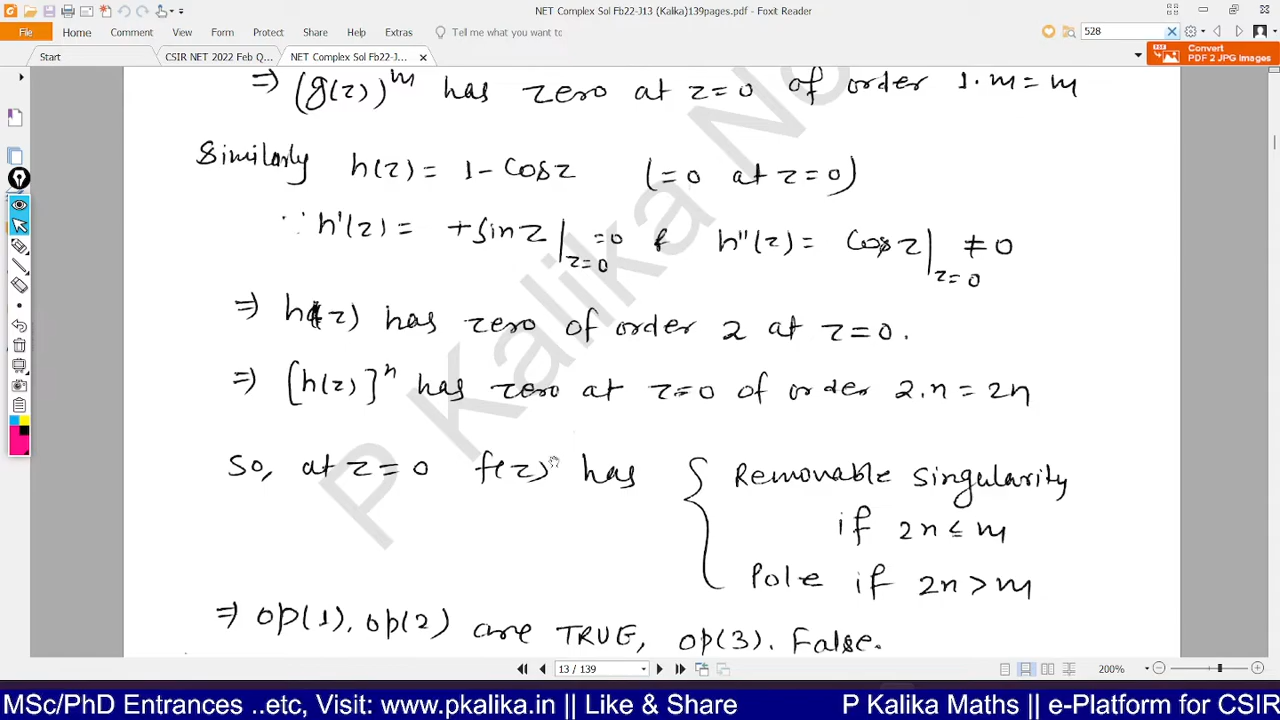 NET Complex Sol Fb22-J13 (Kalika)139pages.pdf - Foxit Reader
File Home Comment View Form Protect Share Help Extras Tell me what you want to 528
Start CSIR NET 2022 Feb Q... NET Complex Sol Fb22-J... Convert
PDF 2 JPG Images
⇒ (g(z))^m has zero at z=0 of order 1.m = m
Similarly h(z) = 1 - Cos z (=0 at z=0)
∵ h'(z) = + Sin z |_{z=0} = 0 & h''(z) = Cos z |_{z=0} ≠ 0
⇒ h(z) has zero of order 2 at z=0.
⇒ [h(z)]^n has zero at z=0 of order 2.n = 2n
So, at z=0 f(z) has { Removable Singularity
if 2n ≤ m
Pole if 2n > m
⇒ op(1), op(2) are TRUE, op(3). False.
P Kalika No
13 / 139 200%
MSc/PhD Entrances ..etc, Visit: www.pkalika.in || Like & Share P Kalika Maths || e-Platform for CSIR